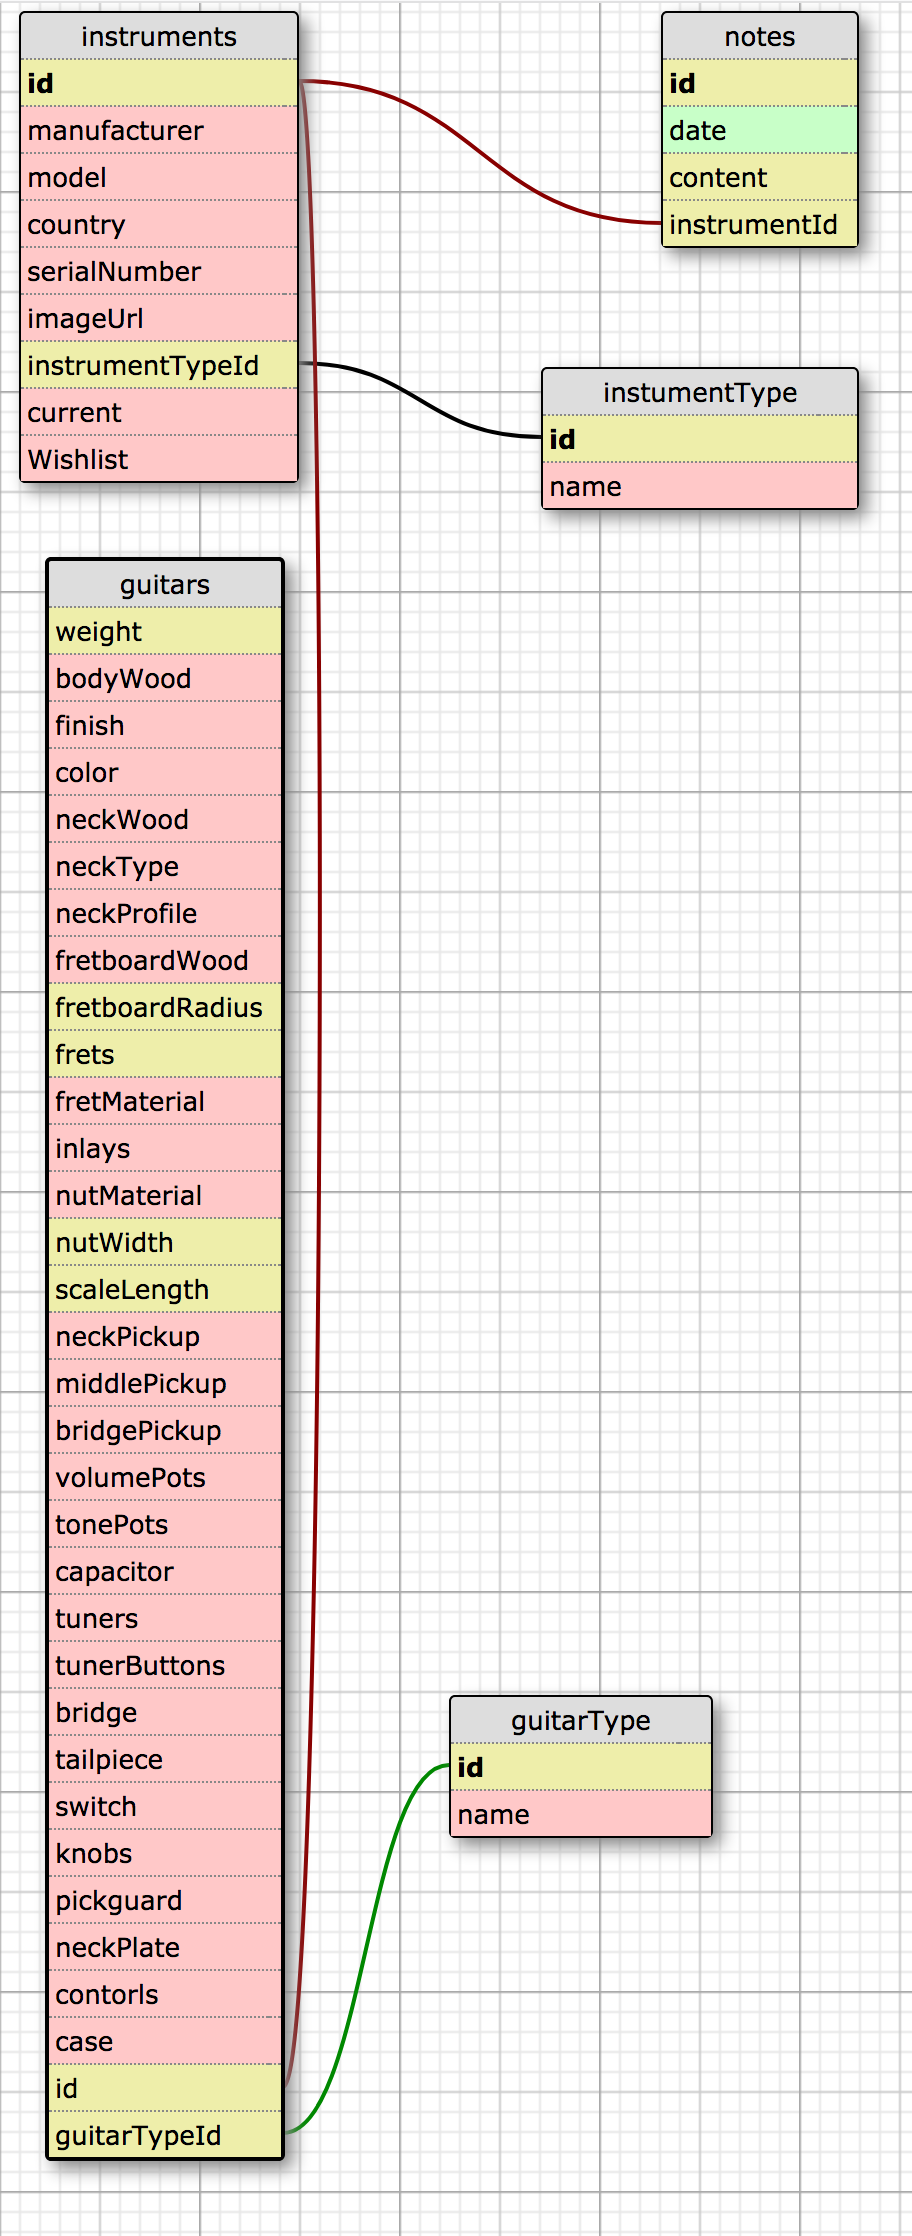 instruments
id
manufacturer
model
country
serialNumber
imageUrl
instrumentTypeId
current
Wishlist
notes
id
date
content
instrumentId
instumentType
id
name
guitars
weight
bodyWood
finish
color
neckWood
neckType
neckProfile
fretboardWood
fretboardRadius
frets
fretMaterial
inlays
nutMaterial
nutWidth
scaleLength
neckPickup
middlePickup
bridgePickup
volumePots
tonePots
capacitor
tuners
tunerButtons
bridge
tailpiece
switch
knobs
pickguard
neckPlate
contorls
case
id
guitarTypeId
guitarType
id
name